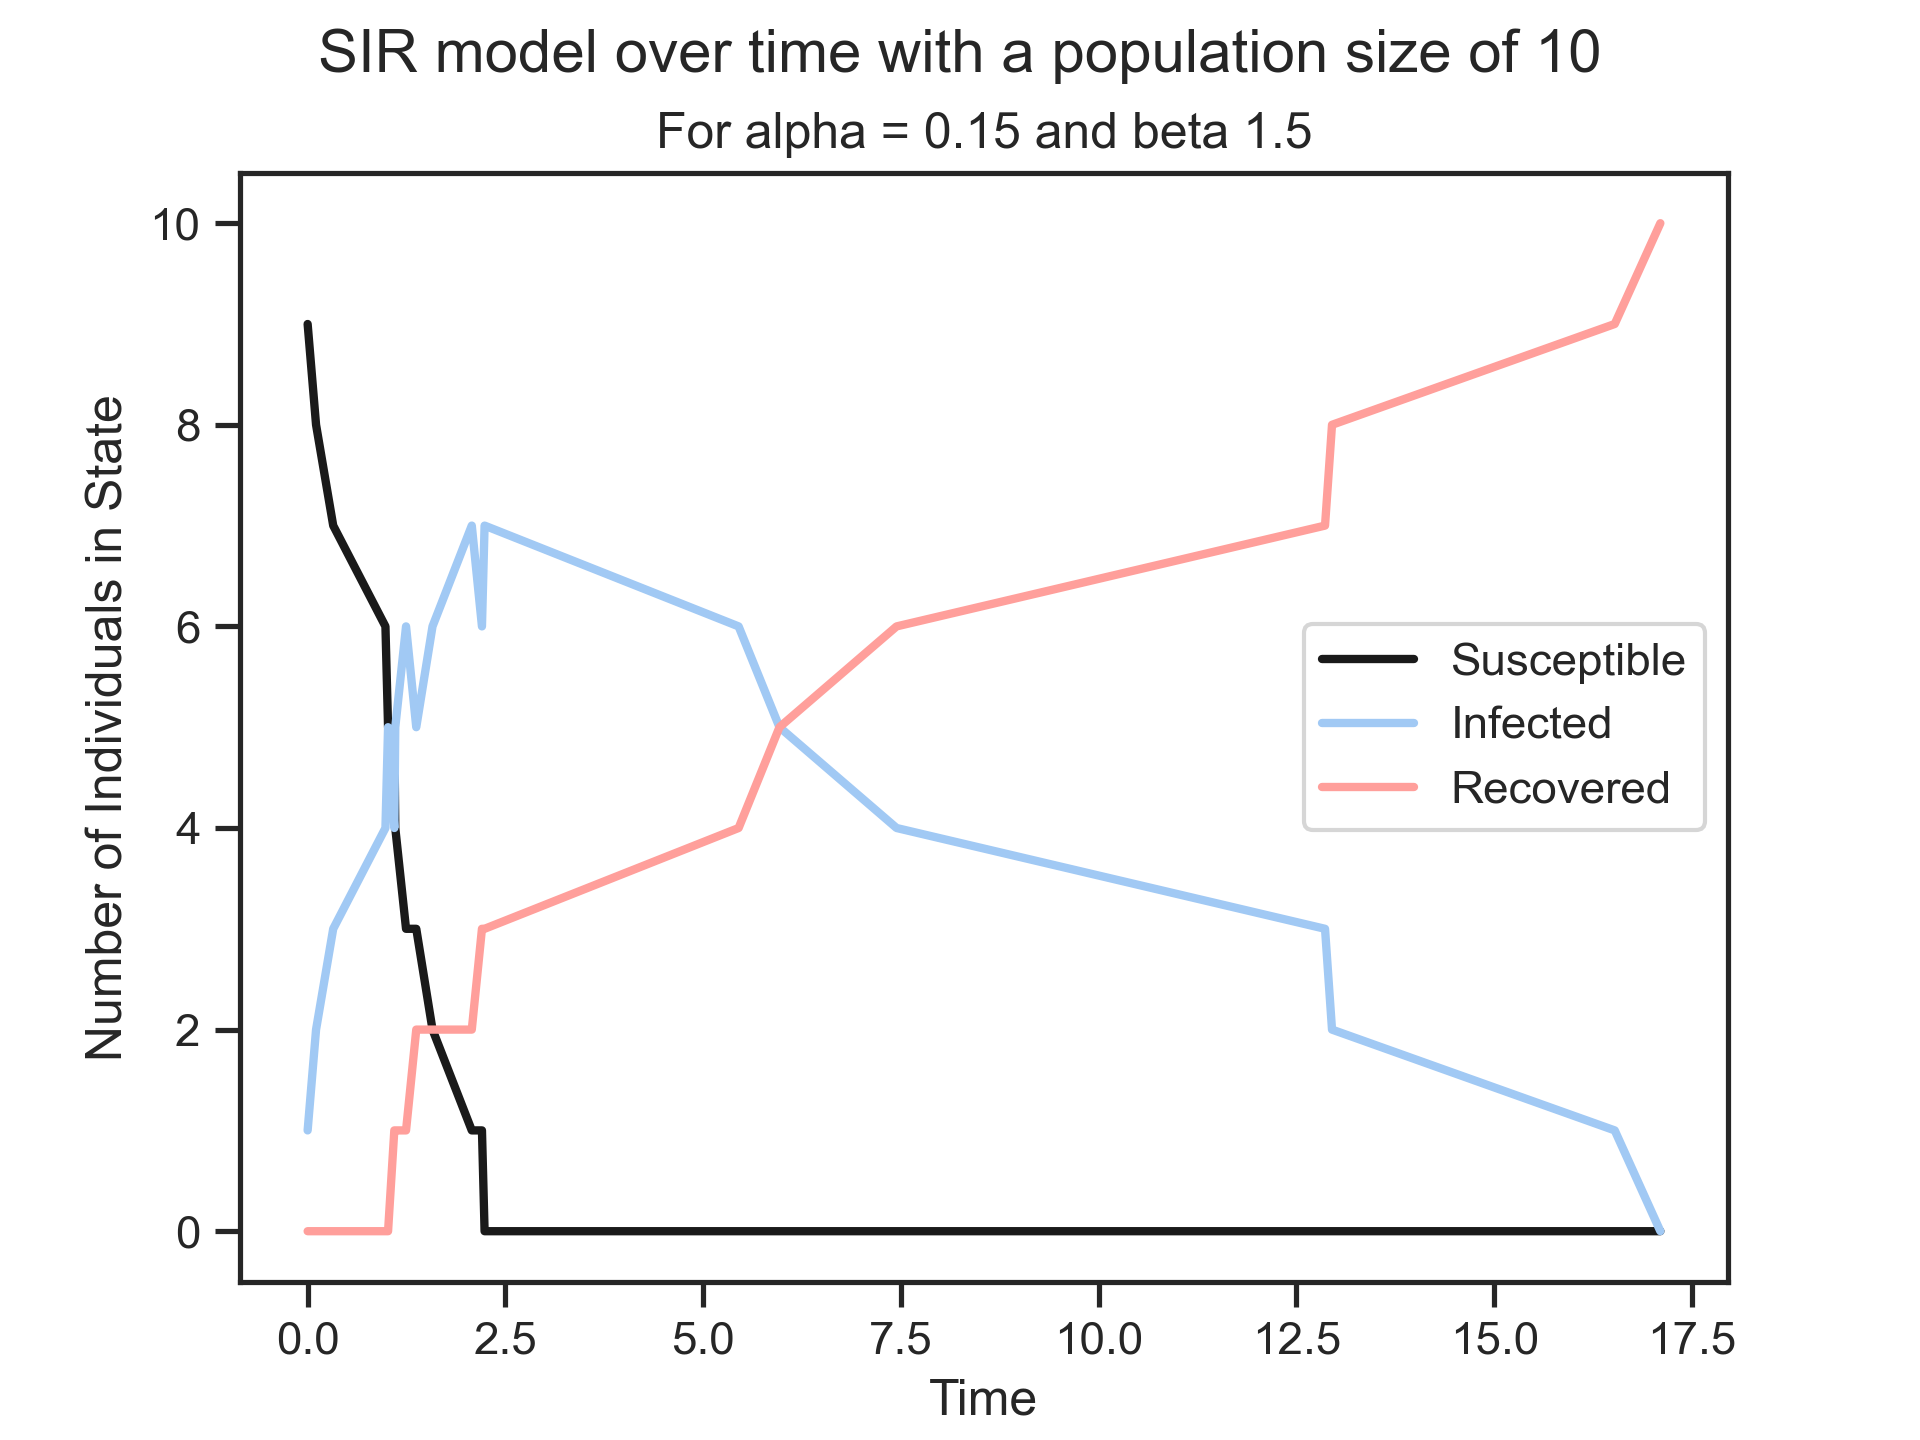 SIR model over time with a population size of 10
For alpha = 0.15 and beta 1.5
Number of Individuals in State
10
8
6
4
2
0
Susceptible
Infected
Recovered
0.0 2.5 5.0 7.5 10.0 12.5 15.0 17.5
Time